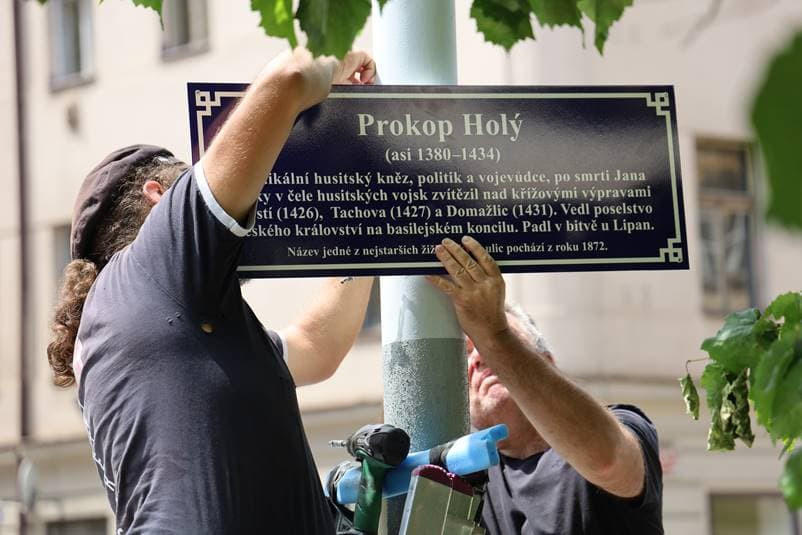 Prokop Holý
(asi 1380–1434)
kální husitský kněz, politik a vojevůdce, po smrti Jana
ky v čele husitských vojsk zvítězil nad křížovými výpravami
stí (1426), Tachova (1427) a Domažlic (1431). Vedl poselstvo
ského království na basilejském koncilu. Padl v bitvě u Lipan.
Název jedné z nejstarších žiž ulic pochází z roku 1872.